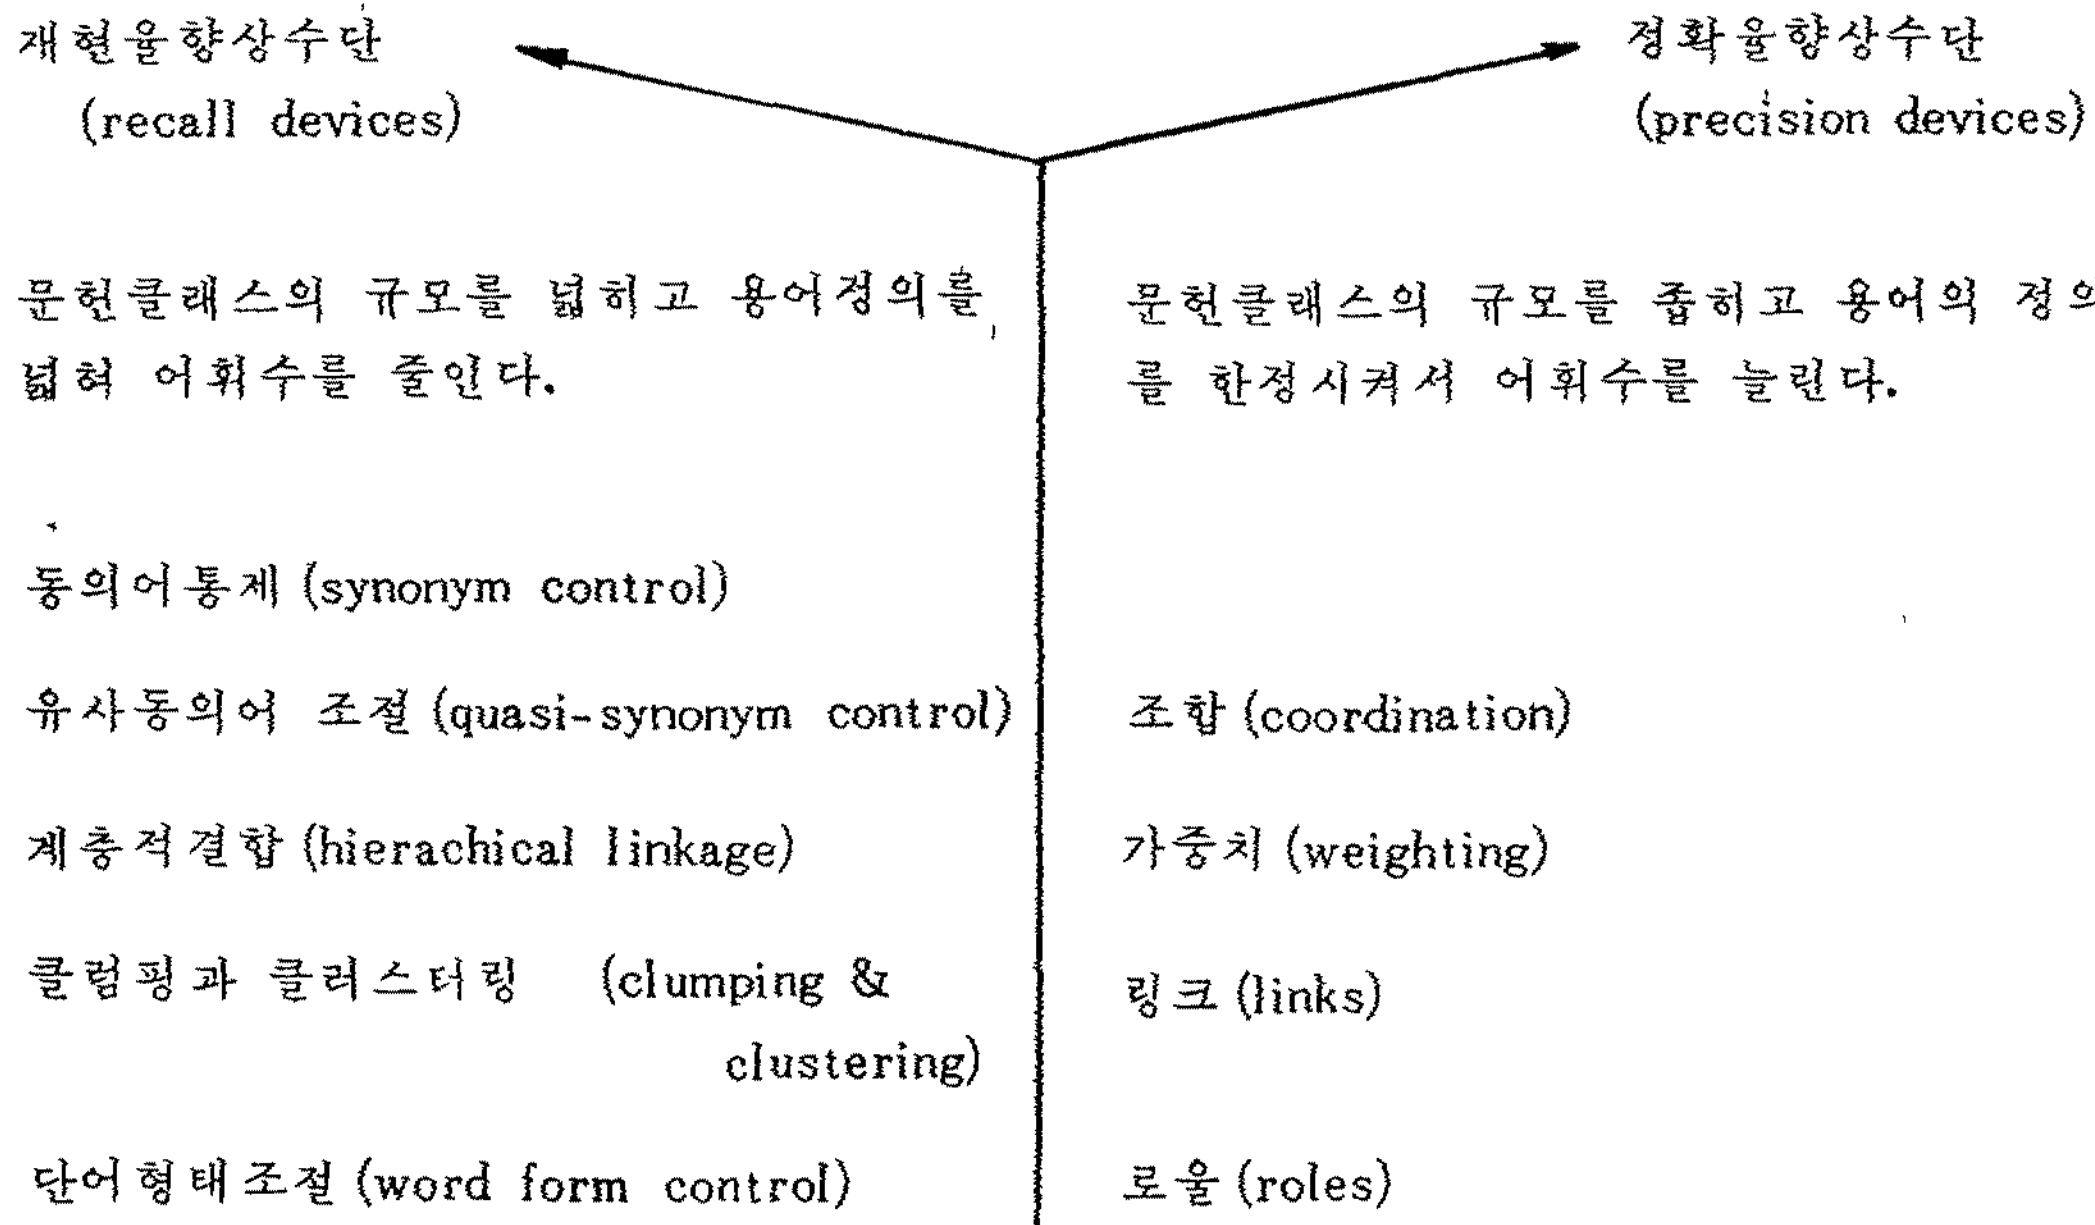 재현율향상수단
(recall devices)
정확율향상수단
(precision devices)
문헌클래스의 규모를 넓히고 용어정의를
넓혀 어휘수를 줄인다.
문헌클래스의 규모를 좁히고 용어의 정의
를 한정시켜서 어휘수를 늘린다.
동의어통제 (synonym control)
유사동의어 조절 (quasi-synonym control)
계층적결합 (hierachical linkage)
클럼핑과 클러스터링 (clumping &
clustering)
단어형태조절 (word form control)
조합 (coordination)
가중치 (weighting)
링크 (links)
로울 (roles)